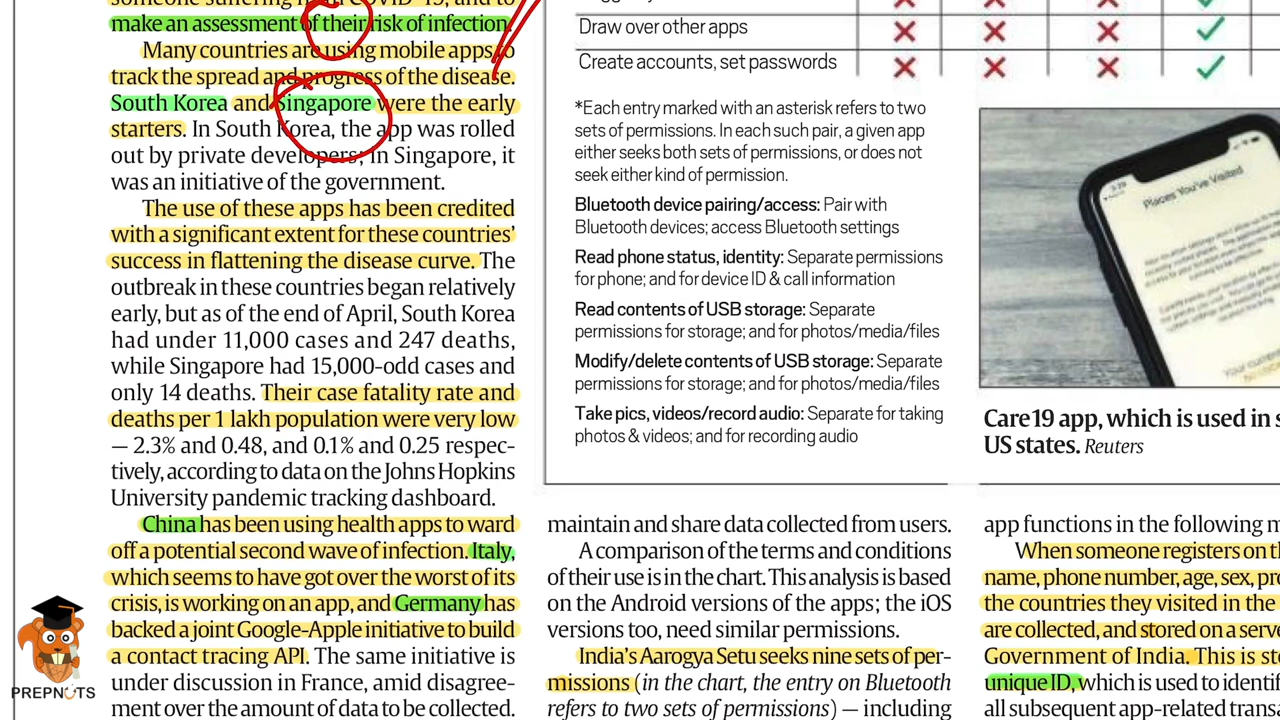 someone suffering from COVID-19, and to
make an assessment of their risk of infection.
Many countries are using mobile apps to
track the spread and progress of the disease.
South Korea and Singapore were the early
starters. In South Korea, the app was rolled
out by private developers; in Singapore, it
was an initiative of the government.
The use of these apps has been credited
with a significant extent for these countries’
success in flattening the disease curve. The
outbreak in these countries began relatively
early, but as of the end of April, South Korea
had under 11,000 cases and 247 deaths,
while Singapore had 15,000-odd cases and
only 14 deaths. Their case fatality rate and
deaths per 1 lakh population were very low
— 2.3% and 0.48, and 0.1% and 0.25 respec-
tively, according to data on the Johns Hopkins
University pandemic tracking dashboard.
China has been using health apps to ward
off a potential second wave of infection. Italy,
which seems to have got over the worst of its
crisis, is working on an app, and Germany has
backed a joint Google-Apple initiative to build
a contact tracing API. The same initiative is
under discussion in France, amid disagree-
ment over the amount of data to be collected.
Draw over other apps
Create accounts, set passwords
*Each entry marked with an asterisk refers to two
sets of permissions. In each such pair, a given app
either seeks both sets of permissions, or does not
seek either kind of permission.
Bluetooth device pairing/access: Pair with
Bluetooth devices; access Bluetooth settings
Read phone status, identity: Separate permissions
for phone; and for device ID & call information
Read contents of USB storage: Separate
permissions for storage; and for photos/media/files
Modify/delete contents of USB storage: Separate
permissions for storage; and for photos/media/files
Take pics, videos/record audio: Separate for taking
photos & videos; and for recording audio
Places You've Visited
Care19 app, which is used in s
US states. Reuters
maintain and share data collected from users.
A comparison of the terms and conditions
of their use is in the chart. This analysis is based
on the Android versions of the apps; the iOS
versions too, need similar permissions.
India’s Aarogya Setu seeks nine sets of per-
missions (in the chart, the entry on Bluetooth
refers to two sets of permissions) — including
app functions in the following m
When someone registers on th
name, phone number, age, sex, pro
the countries they visited in the
are collected, and stored on a serve
Government of India. This is sto
unique ID, which is used to identif
all subsequent app-related transa
PREPNUTS